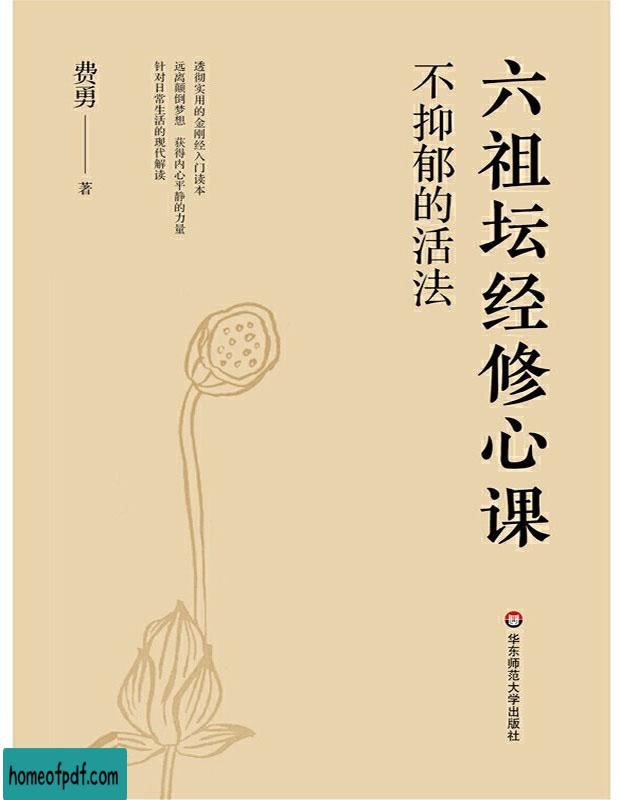 六祖坛经修心课
不抑郁的活法
透彻实用的金刚经入门读本
远离颠倒梦想 获得内心平静的力量
针对日常生活的现代解读
费勇——著
华东师范大学出版社
homeofpdf.com